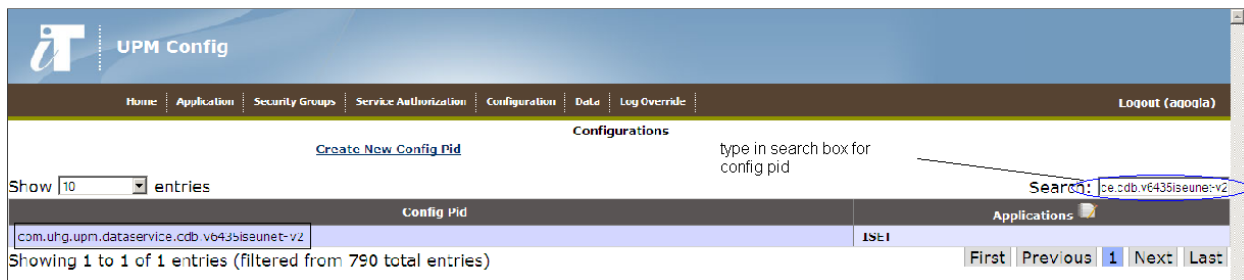 iT UPM Config
Home Application Security Groups Service Authorization Configuration Data Log Override Logout (agogla)
Configurations
Create New Config Pid
type in search box for
config pid
Show 10 entries
Search: ce.cdb.v6435iseunet-v2
Config Pid Applications
com.uhg.upm.dataservice.cdb.v6435iseunet-v2 ISET
Showing 1 to 1 of 1 entries (filtered from 790 total entries)
First Previous 1 Next Last